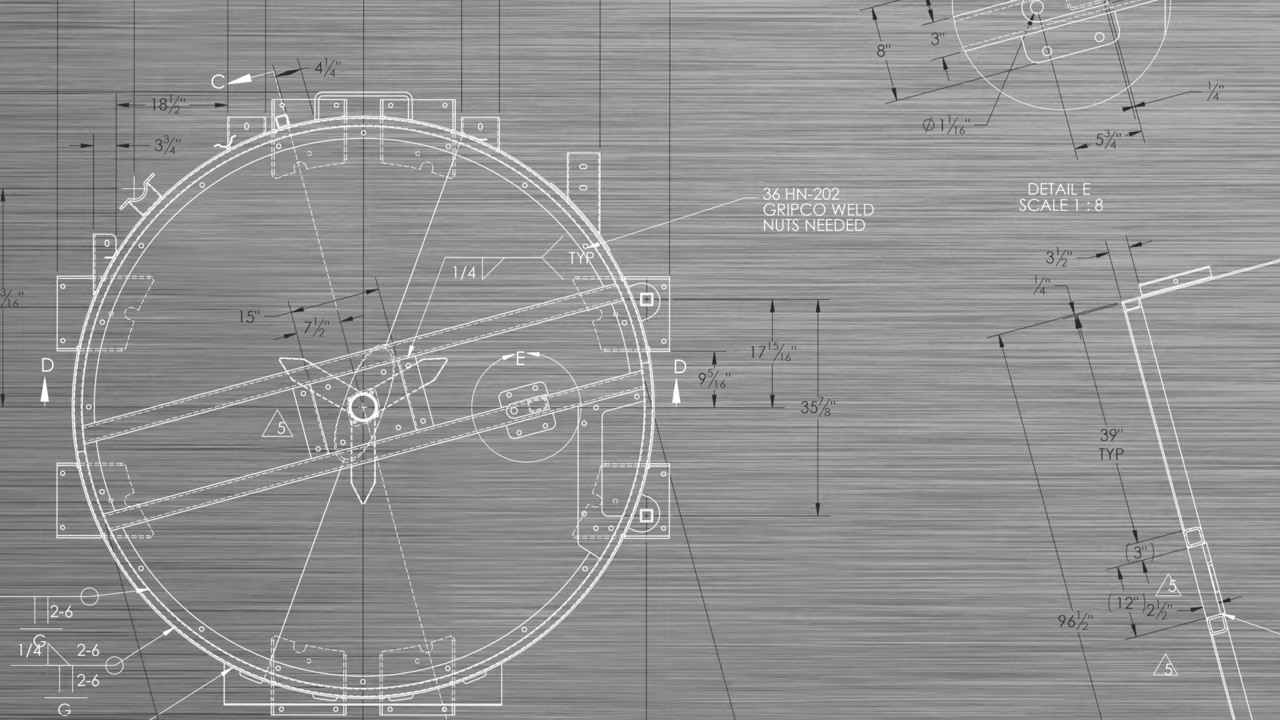 8"
3"
1/4"
Ø 1 1/16"
5 3/4"
C
4 1/4"
18 1/2"
3 3/4"
DETAIL E
SCALE 1 : 8
36 HN-202
GRIPCO WELD
NUTS NEEDED
TYP
1/4
3 1/2"
1/4"
15"
7 1/2"
E
D
D
17 15/16"
9 5/16"
35 7/8"
5
39"
TYP
(3")
5
(12")
2 1/2"
96 1/2"
5
2-6
G
1/4
2-6
2-6
G